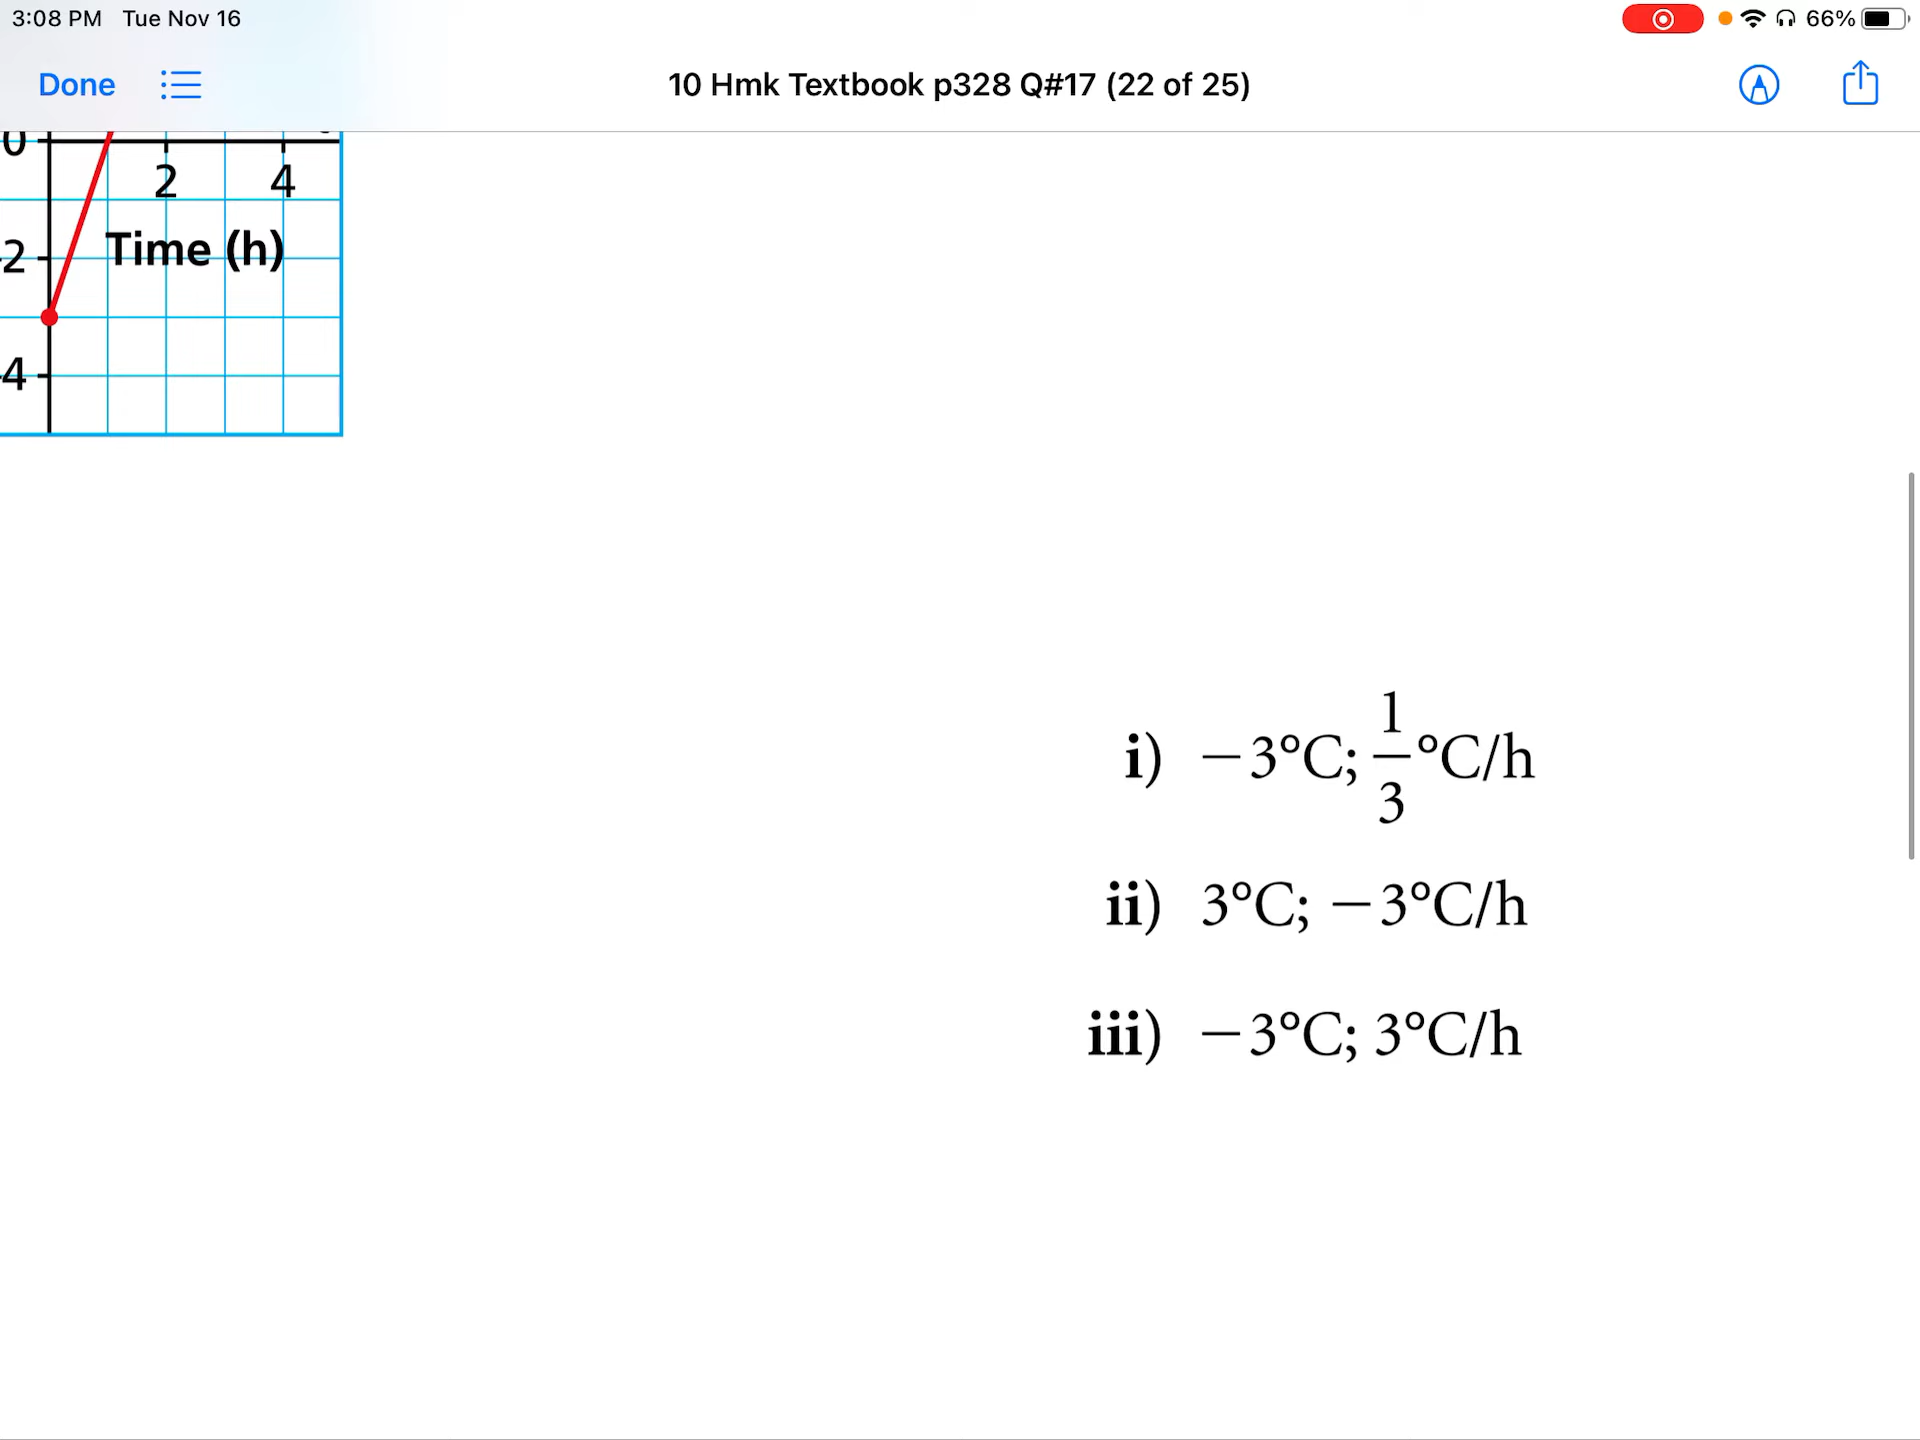 3:08 PM Tue Nov 16 66%
Done 10 Hmk Textbook p328 Q#17 (22 of 25)
0
2 4
-2 Time (h)
-4
i) −3°C; 1/3 °C/h
ii) 3°C; −3°C/h
iii) −3°C; 3°C/h